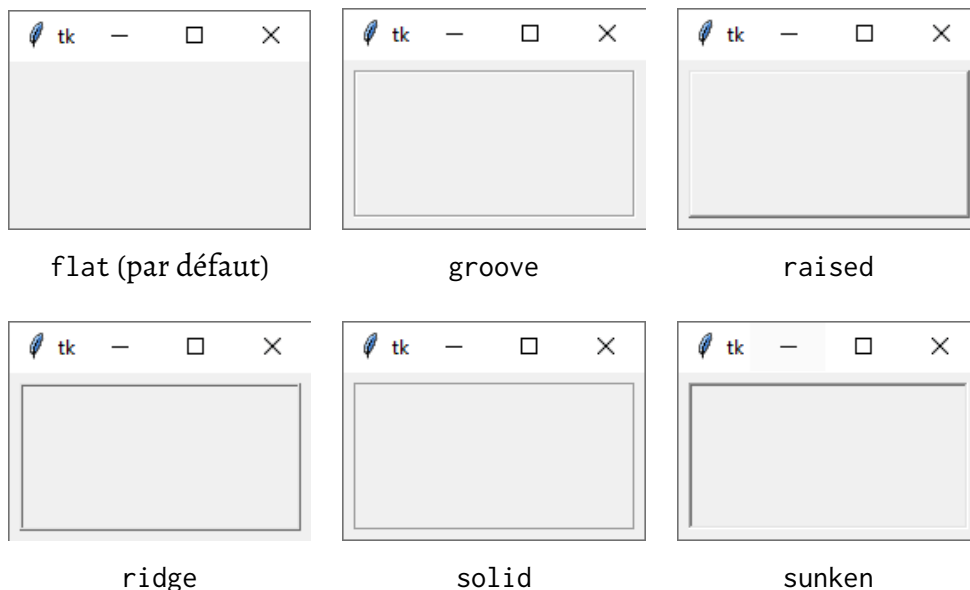 tk tk tk
flat (par défaut) groove raised
tk tk tk
ridge solid sunken